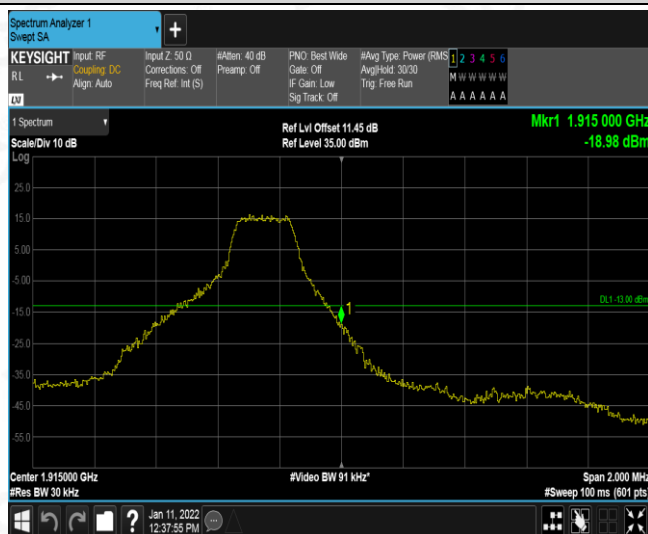 Spectrum Analyzer 1
Swept SA
KEYSIGHT
R L
Input: RF
Coupling: DC
Align: Auto
Input Z: 50 Ω
Corrections: Off
Freq Ref: Int (S)
#Atten: 40 dB
Preamp: Off
PNO: Best Wide
Gate: Off
IF Gain: Low
Sig Track: Off
#Avg Type: Power (RMS
Avg|Hold: 30/30
Trig: Free Run
1 2 3 4 5 6
M W W W W W
A A A A A A
1 Spectrum
Scale/Div 10 dB
Log
Ref Lvl Offset 11.45 dB
Ref Level 35.00 dBm
Mkr1 1.915 000 GHz
-18.98 dBm
25.0
15.0
5.00
-5.00
-15.0
-25.0
-35.0
-45.0
-55.0
DL1 -13.00 dBm
1
Center 1.915000 GHz
#Res BW 30 kHz
#Video BW 91 kHz*
Span 2.000 MHz
#Sweep 100 ms (601 pts)
?
Jan 11, 2022
12:37:55 PM